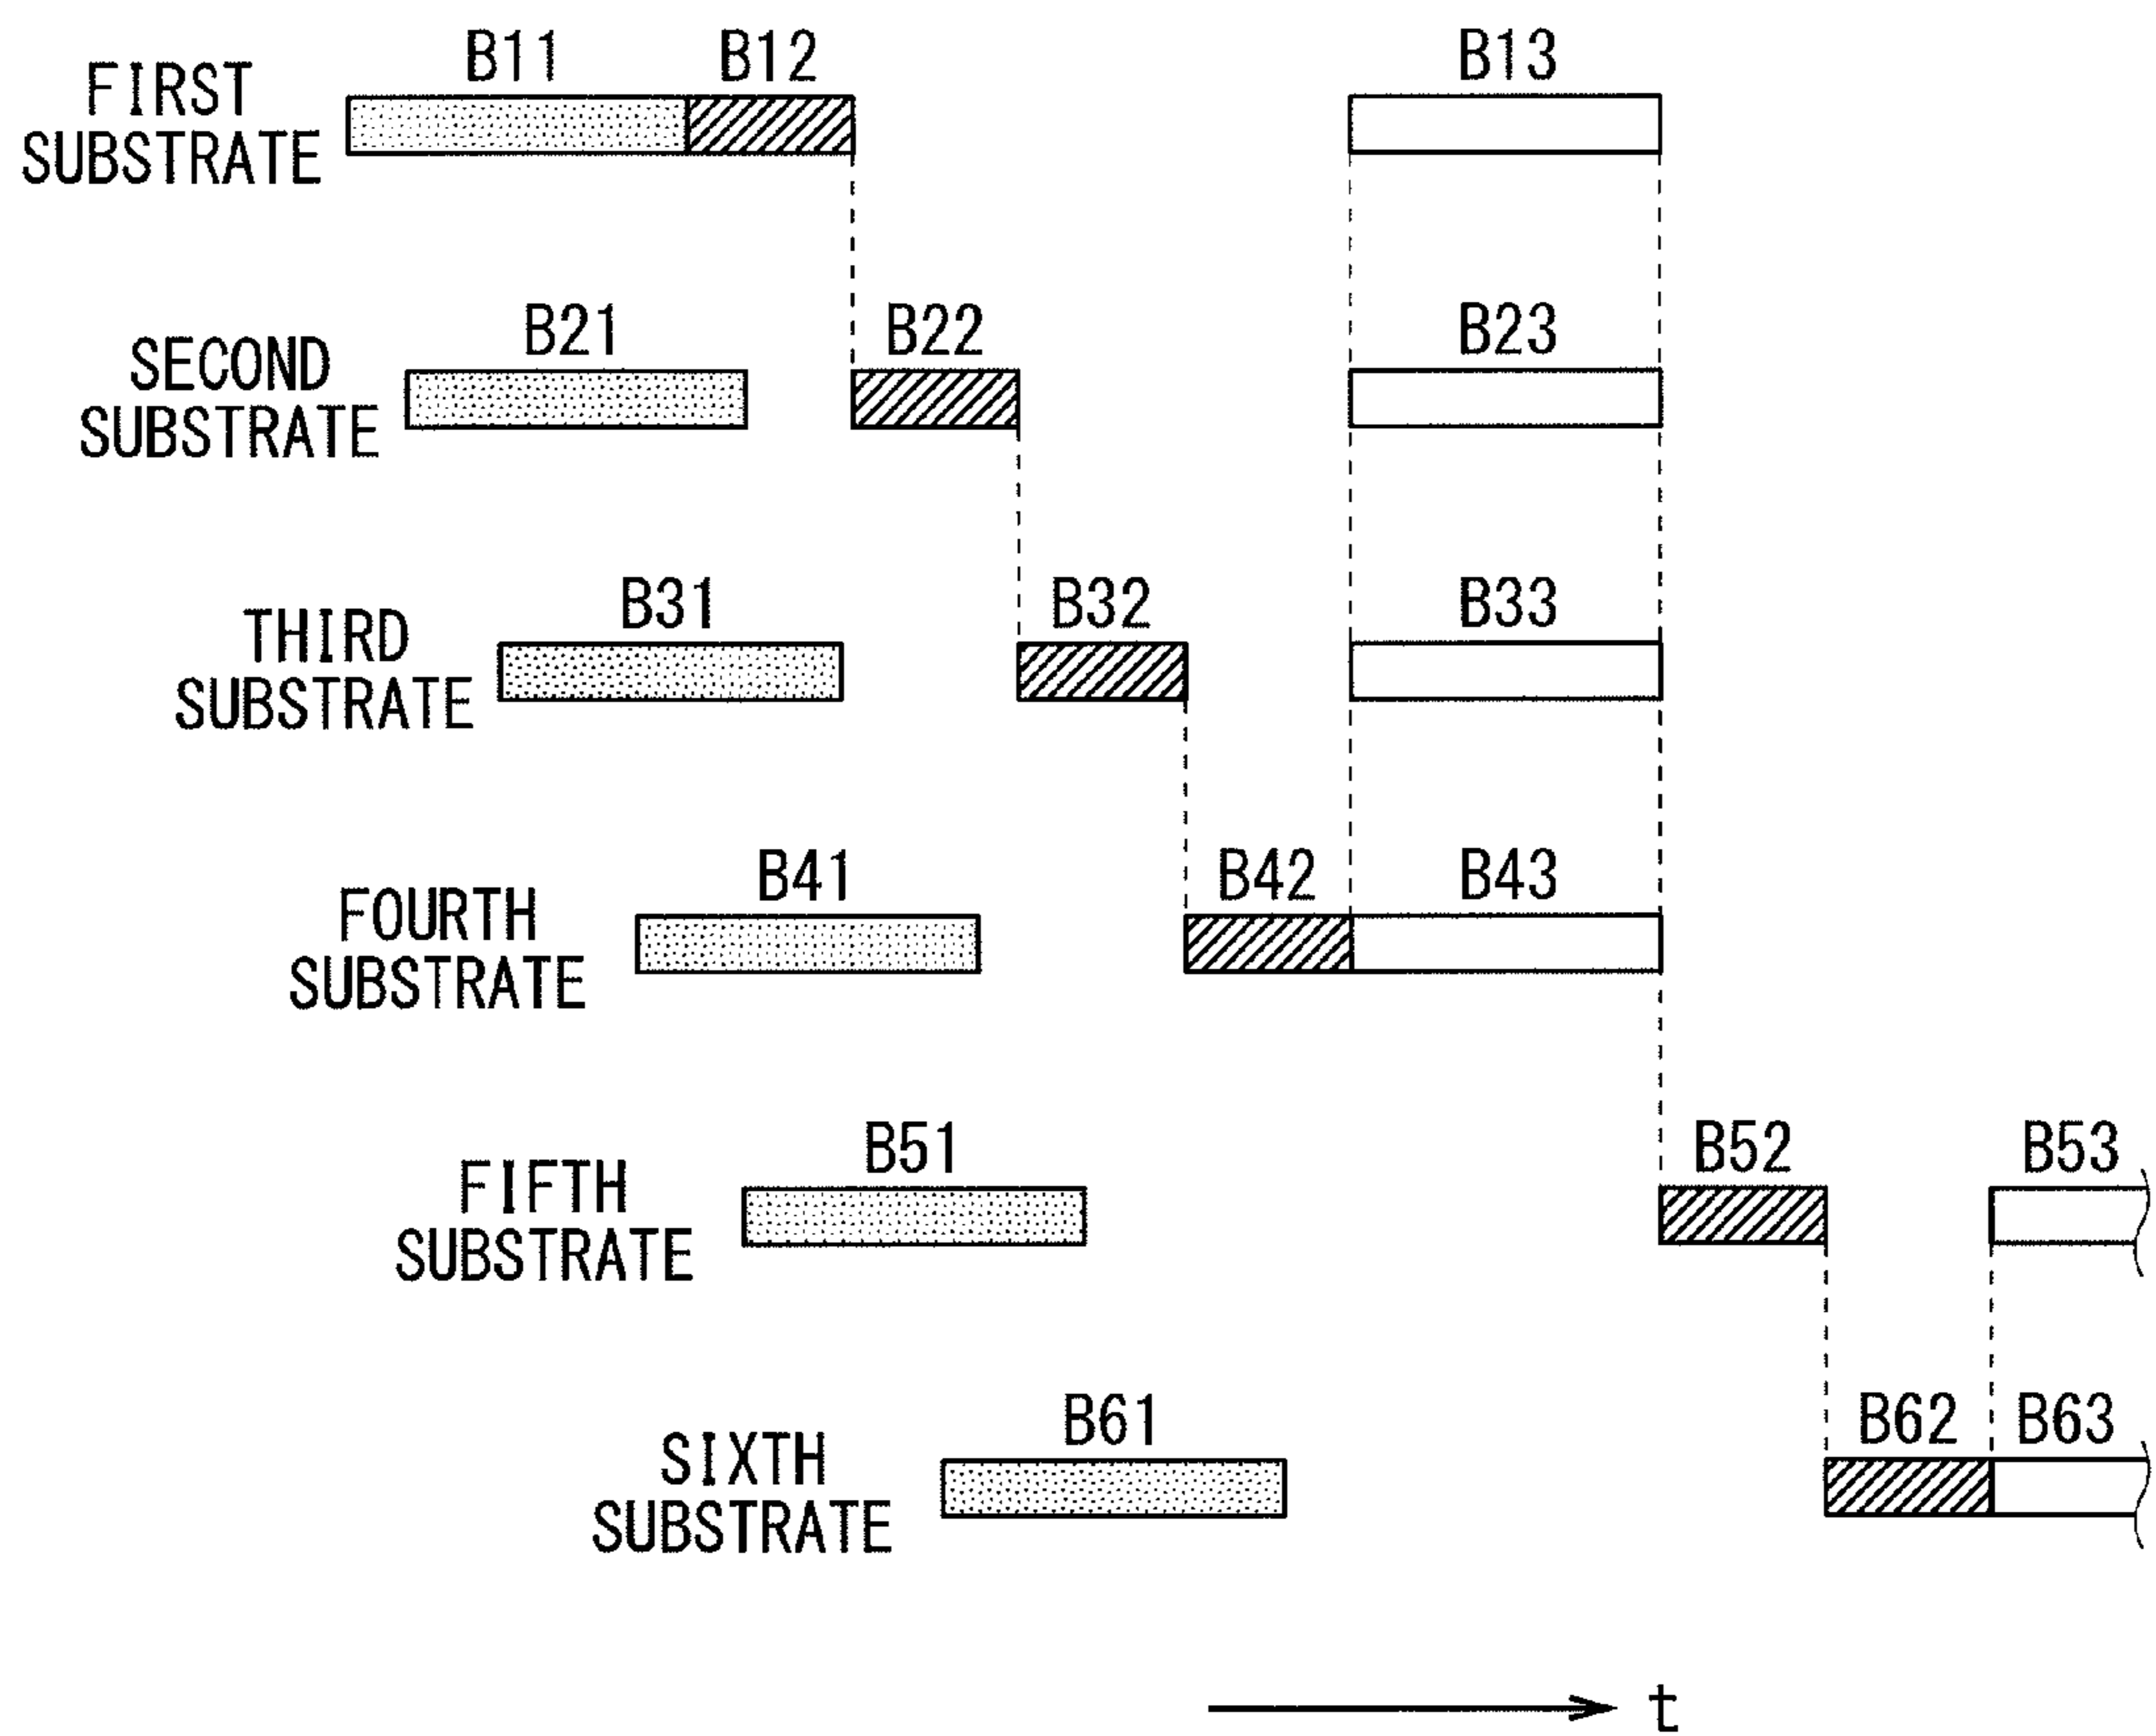 B11 B12 B13
FIRST
SUBSTRATE
B21 B22 B23
SECOND
SUBSTRATE
B31 B32 B33
THIRD
SUBSTRATE
B41 B42 B43
FOURTH
SUBSTRATE
B51 B52 B53
FIFTH
SUBSTRATE
B61 B62 B63
SIXTH
SUBSTRATE
t